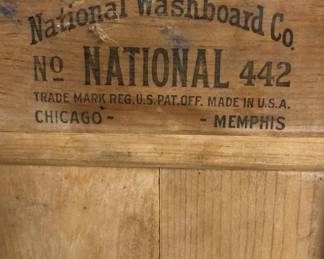 National Washboard Co.
No NATIONAL 442
TRADE MARK REG. U.S. PAT. OFF. MADE IN U.S.A.
CHICAGO - - MEMPHIS